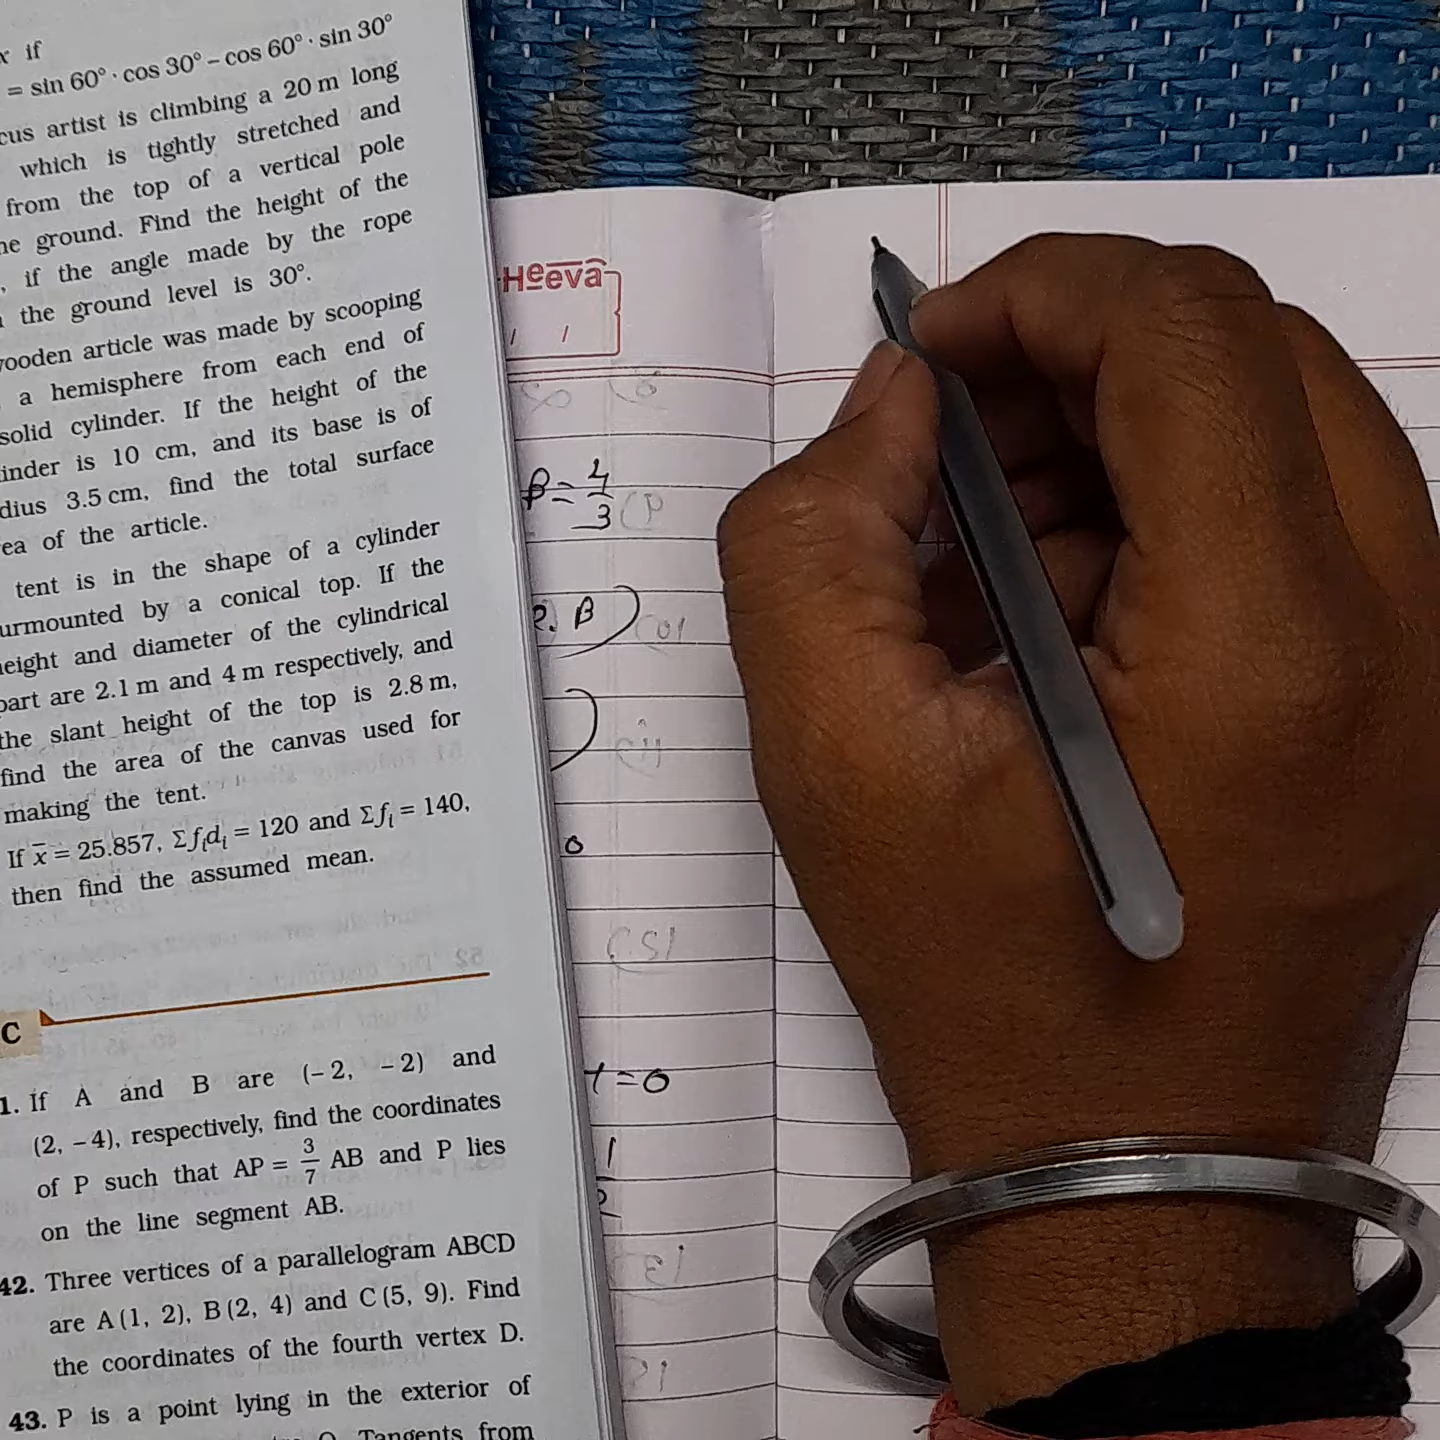 if
= sin 60° · cos 30° – cos 60° · sin 30°
artist is climbing a 20 m long
which is tightly stretched and
from the top of a vertical pole
ground. Find the height of the
, if the angle made by the rope
the ground level is 30°.
article was made by scooping
a hemisphere from each end of
solid cylinder. If the height of the
is 10 cm, and its base is of
3.5 cm, find the total surface
of the article.
tent is in the shape of a cylinder
by a conical top. If the
and diameter of the cylindrical
part are 2.1 m and 4 m respectively, and
the slant height of the top is 2.8 m,
find the area of the canvas used for
making the tent.
If x̄ = 25.857, Σfᵢdᵢ = 120 and Σfᵢ = 140,
then find the assumed mean.
C
1. If A and B are (– 2, – 2) and
(2, – 4), respectively, find the coordinates
of P such that AP = 3/7 AB and P lies
on the line segment AB.
42. Three vertices of a parallelogram ABCD
are A (1, 2), B (2, 4) and C (5, 9). Find
the coordinates of the fourth vertex D.
43. P is a point lying in the exterior of
Tangents from
Heeva
/ /
β = 4/3
β )
)
0
= 0
1
2